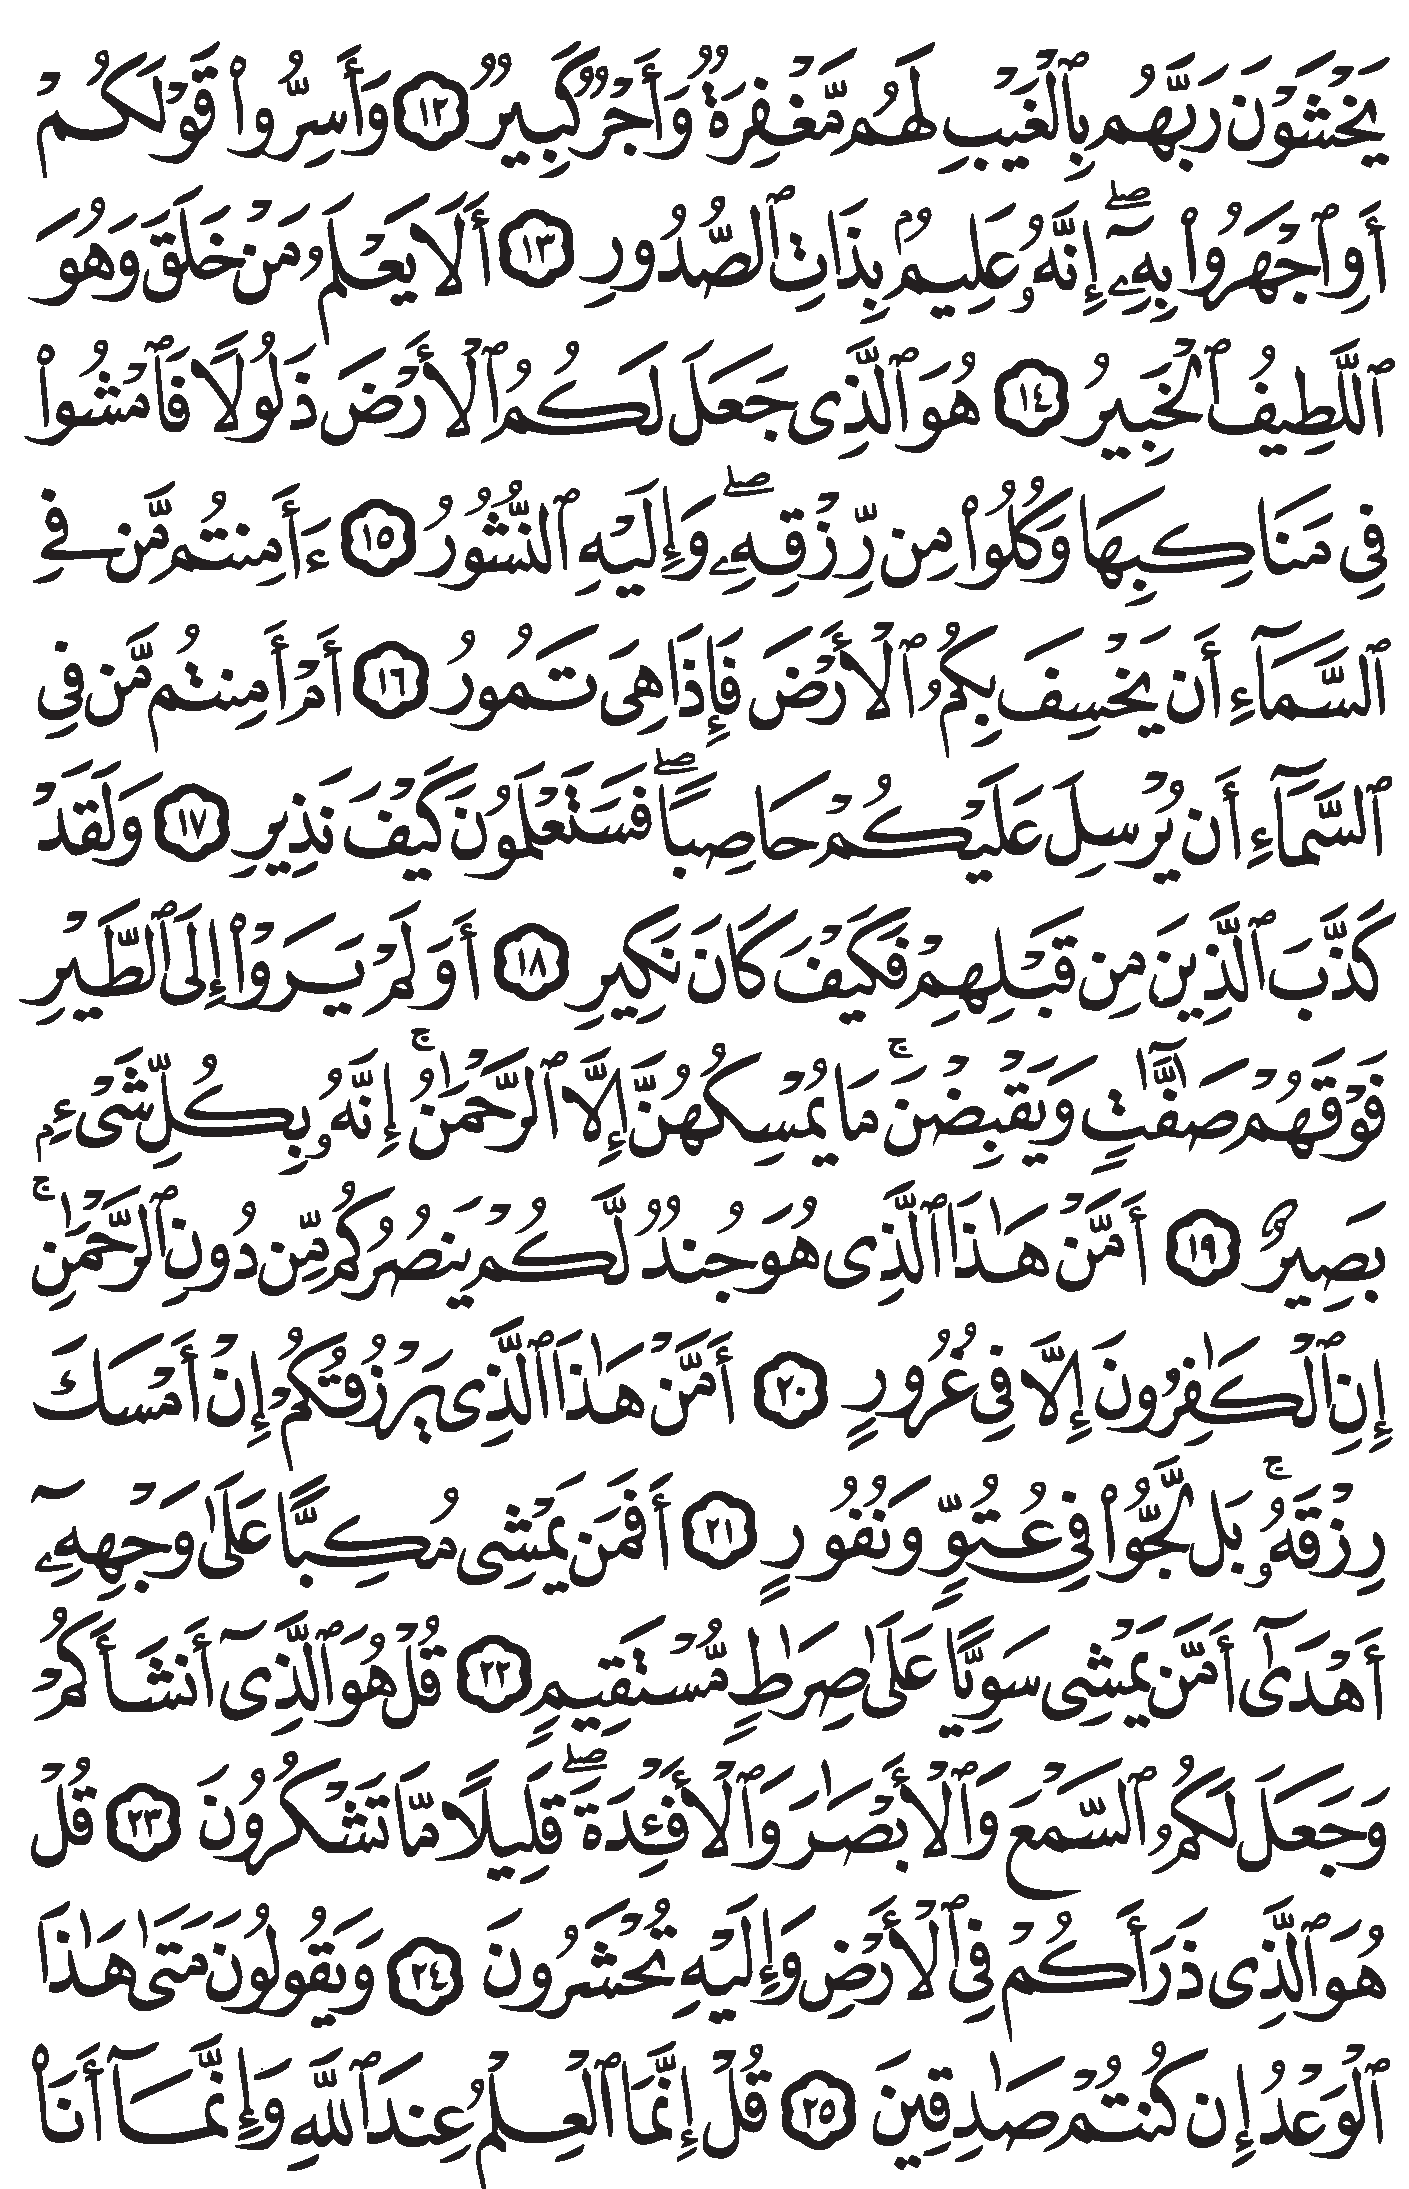 يَخْشَوْنَ رَبَّهُم بِٱلْغَيْبِ لَهُم مَّغْفِرَةٌ وَأَجْرٌ كَبِيرٌ ١٢ وَأَسِرُّوا۟ قَوْلَكُمْ
أَوِ ٱجْهَرُوا۟ بِهِۦٓ ۖ إِنَّهُۥ عَلِيمٌۢ بِذَاتِ ٱلصُّدُورِ ١٣ أَلَا يَعْلَمُ مَنْ خَلَقَ وَهُوَ
ٱللَّطِيفُ ٱلْخَبِيرُ ١٤ هُوَ ٱلَّذِى جَعَلَ لَكُمُ ٱلْأَرْضَ ذَلُولًا فَٱمْشُوا۟
فِى مَنَاكِبِهَا وَكُلُوا۟ مِن رِّزْقِهِۦ ۖ وَإِلَيْهِ ٱلنُّشُورُ ١٥ ءَأَمِنتُم مَّن فِى
ٱلسَّمَآءِ أَن يَخْسِفَ بِكُمُ ٱلْأَرْضَ فَإِذَا هِىَ تَمُورُ ١٦ أَمْ أَمِنتُم مَّن فِى
ٱلسَّمَآءِ أَن يُرْسِلَ عَلَيْكُمْ حَاصِبًا ۖ فَسَتَعْلَمُونَ كَيْفَ نَذِيرِ ١٧ وَلَقَدْ
كَذَّبَ ٱلَّذِينَ مِن قَبْلِهِمْ فَكَيْفَ كَانَ نَكِيرِ ١٨ أَوَلَمْ يَرَوْا۟ إِلَى ٱلطَّيْرِ
فَوْقَهُمْ صَٰٓفَّٰتٍ وَيَقْبِضْنَ ۚ مَا يُمْسِكُهُنَّ إِلَّا ٱلرَّحْمَٰنُ ۚ إِنَّهُۥ بِكُلِّ شَىْءٍۭ
بَصِيرٌ ١٩ أَمَّنْ هَٰذَا ٱلَّذِى هُوَ جُندٌ لَّكُمْ يَنصُرُكُم مِّن دُونِ ٱلرَّحْمَٰنِ ۚ
إِنِ ٱلْكَٰفِرُونَ إِلَّا فِى غُرُورٍ ٢٠ أَمَّنْ هَٰذَا ٱلَّذِى يَرْزُقُكُمْ إِنْ أَمْسَكَ
رِزْقَهُۥ ۚ بَل لَّجُّوا۟ فِى عُتُوٍّ وَنُفُورٍ ٢١ أَفَمَن يَمْشِى مُكِبًّا عَلَىٰ وَجْهِهِۦٓ
أَهْدَىٰٓ أَمَّن يَمْشِى سَوِيًّا عَلَىٰ صِرَٰطٍ مُّسْتَقِيمٍ ٢٢ قُلْ هُوَ ٱلَّذِىٓ أَنشَأَكُمْ
وَجَعَلَ لَكُمُ ٱلسَّمْعَ وَٱلْأَبْصَٰرَ وَٱلْأَفْـِٔدَةَ ۖ قَلِيلًا مَّا تَشْكُرُونَ ٢٣ قُلْ
هُوَ ٱلَّذِى ذَرَأَكُمْ فِى ٱلْأَرْضِ وَإِلَيْهِ تُحْشَرُونَ ٢٤ وَيَقُولُونَ مَتَىٰ هَٰذَا
ٱلْوَعْدُ إِن كُنتُمْ صَٰدِقِينَ ٢٥ قُلْ إِنَّمَا ٱلْعِلْمُ عِندَ ٱللَّهِ وَإِنَّمَآ أَنَا۠